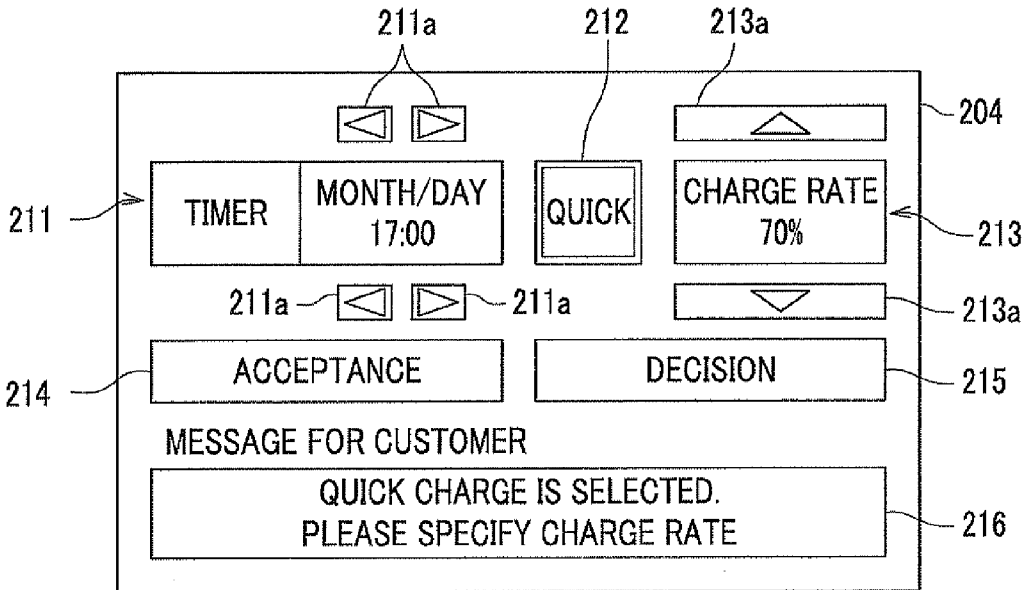 211a
212
213a
204
211
TIMER
MONTH/DAY
17:00
QUICK
CHARGE RATE
70%
213
211a
211a
213a
214
ACCEPTANCE
DECISION
215
MESSAGE FOR CUSTOMER
QUICK CHARGE IS SELECTED.
PLEASE SPECIFY CHARGE RATE
216